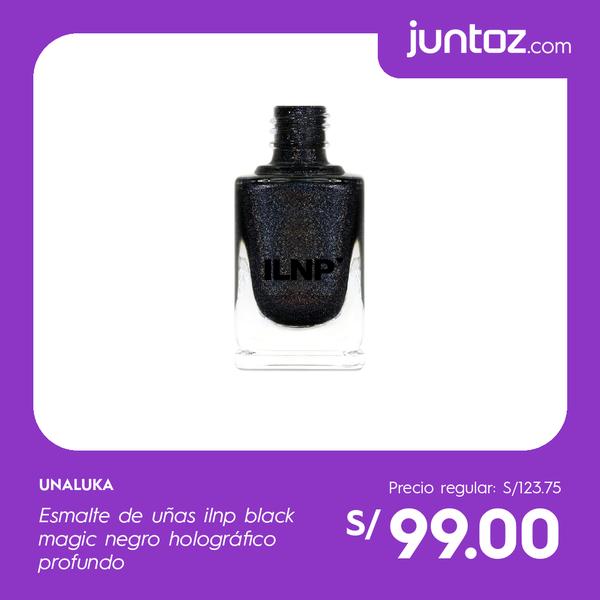 juntoz.com
ILNP
UNALUKA
Esmalte de uñas ilnp black
magic negro holográfico
profundo
Precio regular: S/123.75
S/ 99.00